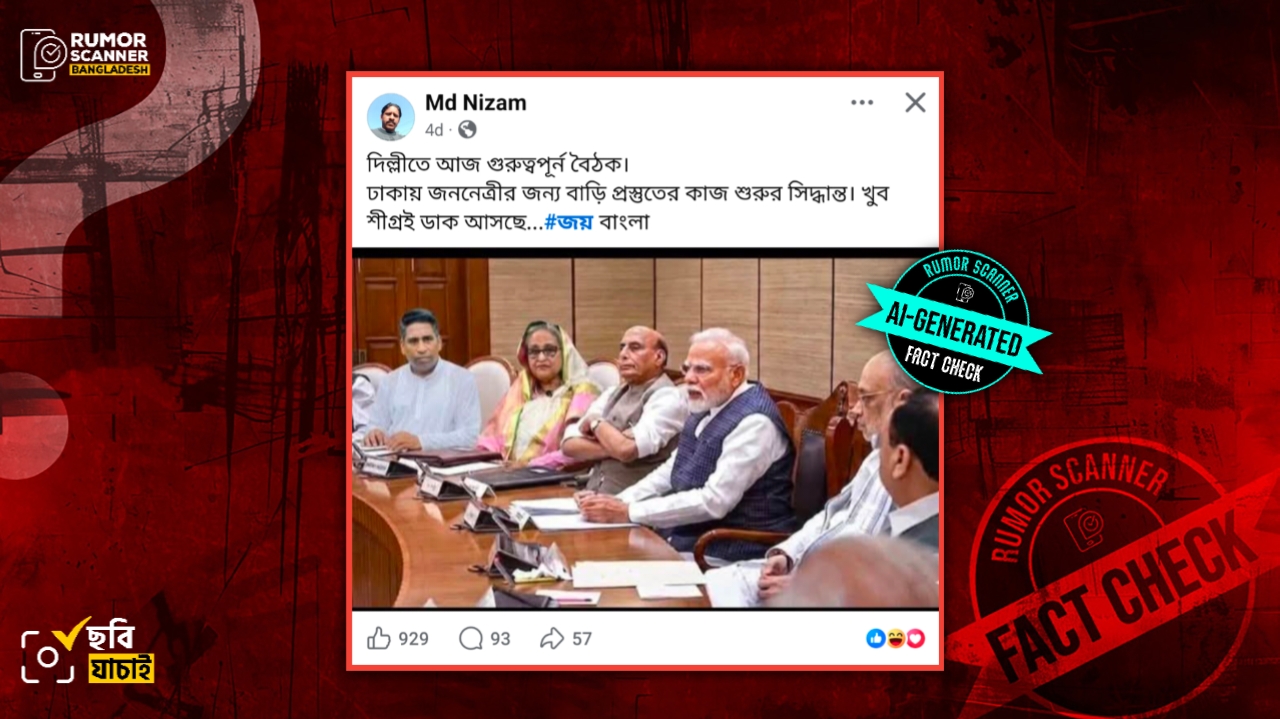 RUMOR
SCANNER
BANGLADESH
Md Nizam
4d ·
দিল্লীতে আজ গুরুত্বপূর্ন বৈঠক।
ঢাকায় জননেত্রীর জন্য বাড়ি প্রস্তুতের কাজ শুরুর সিদ্ধান্ত। খুব
শীগ্রই ডাক আসছে...#জয় বাংলা
RUMOR SCANNER
AI-GENERATED
FACT CHECK
RUMOR SCANNER
FACT CHECK
929 93 57
ছবি
যাচাই